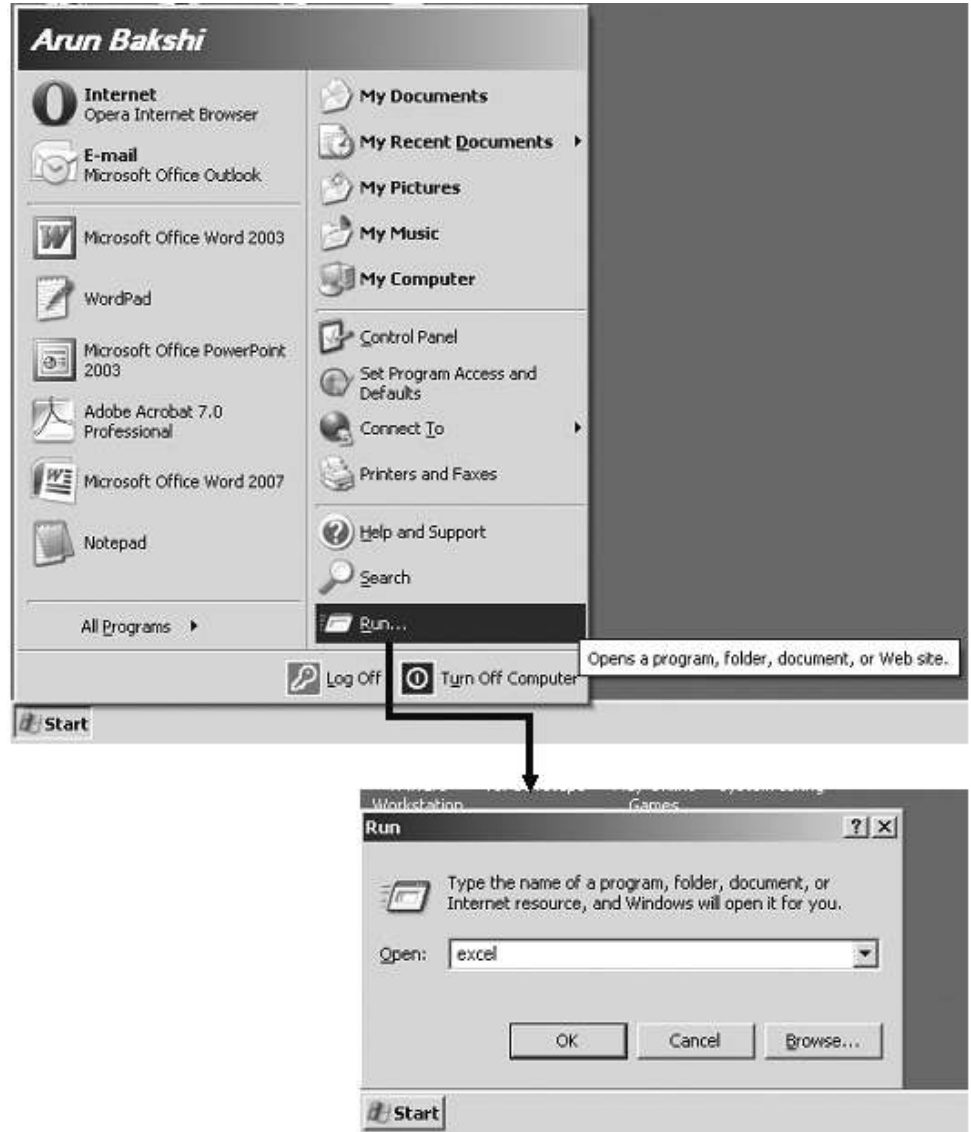 Arun Bakshi
Internet
Opera Internet Browser
E-mail
Microsoft Office Outlook
Microsoft Office Word 2003
WordPad
Microsoft Office PowerPoint
2003
Adobe Acrobat 7.0
Professional
Microsoft Office Word 2007
Notepad
All Programs
My Documents
My Recent Documents
My Pictures
My Music
My Computer
Control Panel
Set Program Access and
Defaults
Connect To
Printers and Faxes
Help and Support
Search
Run...
Opens a program, folder, document, or Web site.
Log Off
Turn Off Computer
Start
Workstation
Games
Run
Type the name of a program, folder, document, or
Internet resource, and Windows will open it for you.
Open:
excel
OK
Cancel
Browse...
Start